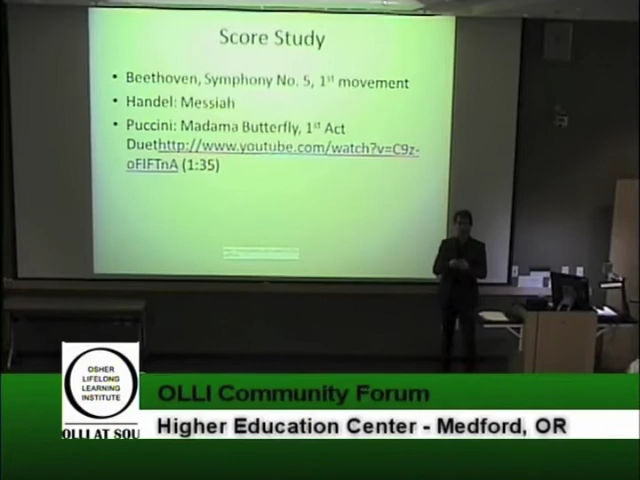 Score Study
• Beethoven, Symphony No. 5, 1st movement
• Handel: Messiah
• Puccini: Madama Butterfly, 1st Act
Duethttp://www.youtube.com/watch?v=C9z-
oFlFTnA (1:35)
OSHER
LIFELONG
LEARNING
INSTITUTE
OLLI AT SOU
OLLI Community Forum
Higher Education Center - Medford, OR